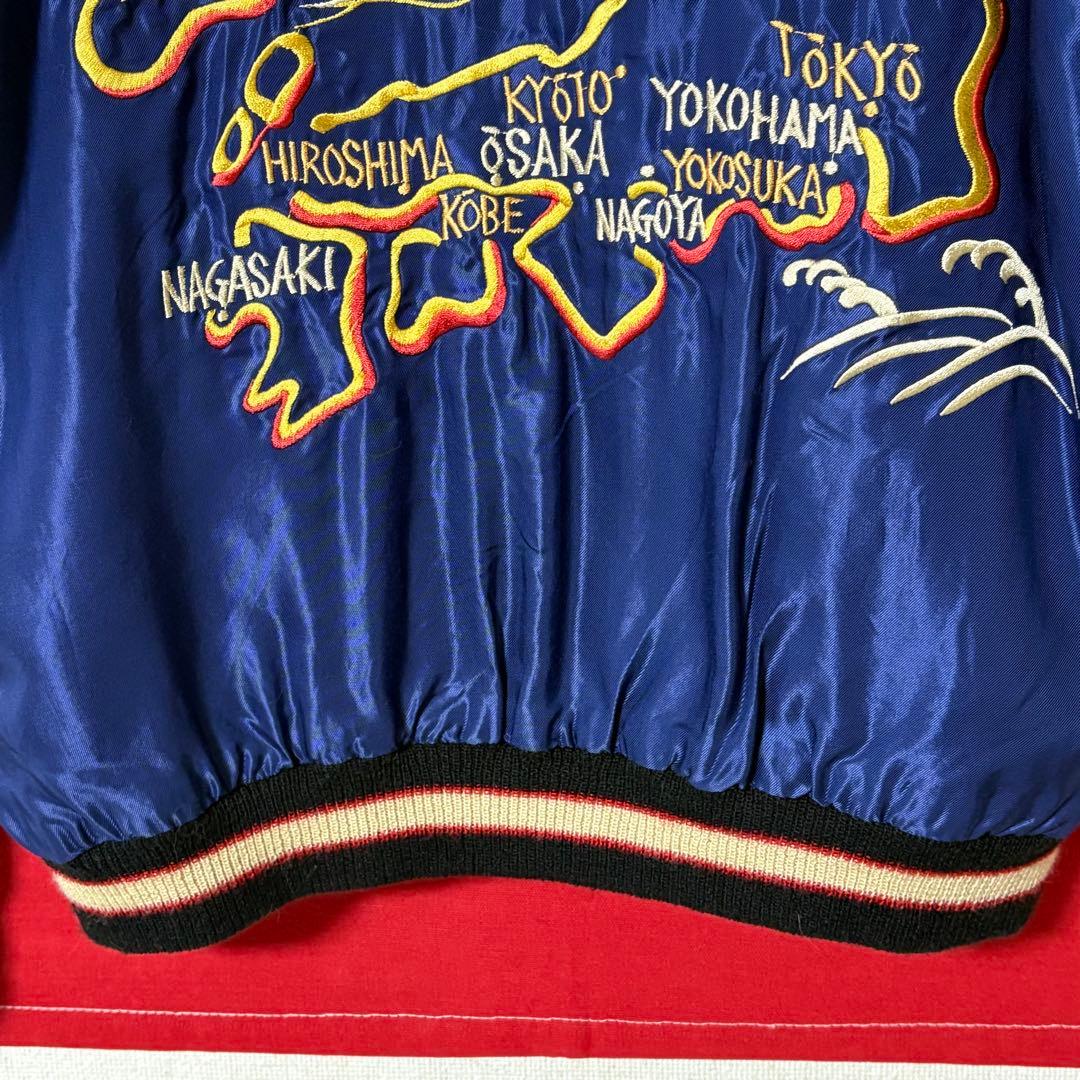 TŌKYŌ
KYŌTO
YOKOHAMA
HIROSHIMA
ŌSAKA
YOKOSUKA
KŌBE
NAGOYA
NAGASAKI